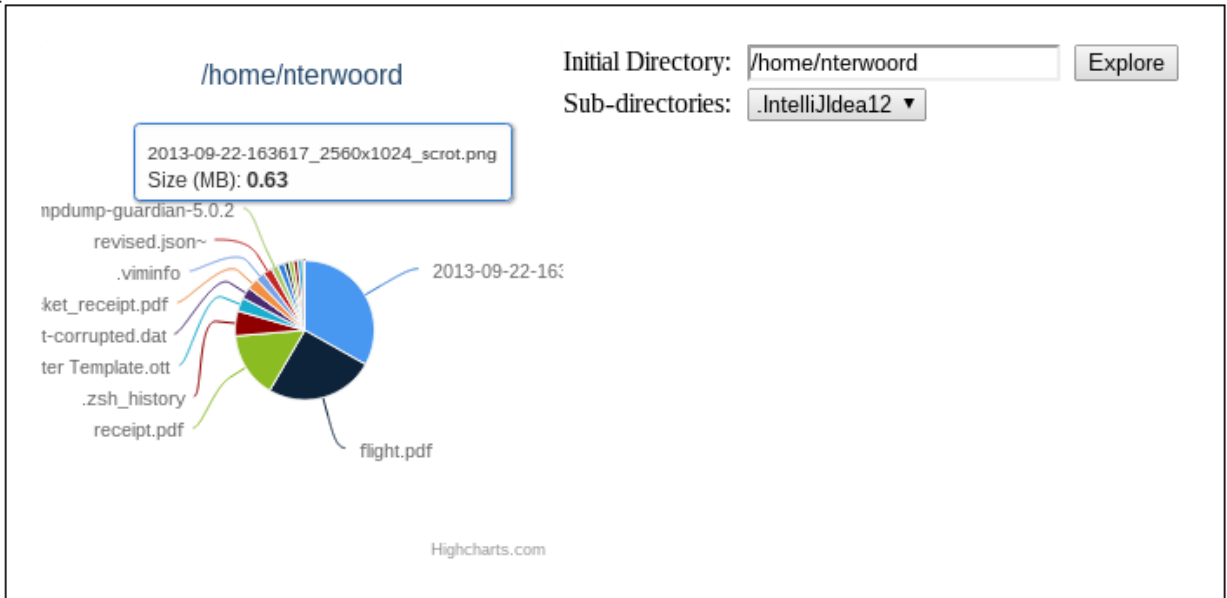 /home/nterwoord
Initial Directory: /home/nterwoord Explore
Sub-directories: .IntelliJIdea12 ▼
2013-09-22-163617_2560x1024_scrot.png
Size (MB): 0.63
mpdump-guardian-5.0.2
revised.json~
.viminfo
2013-09-22-163
ket_receipt.pdf
t-corrupted.dat
ter Template.ott
.zsh_history
receipt.pdf
flight.pdf
Highcharts.com